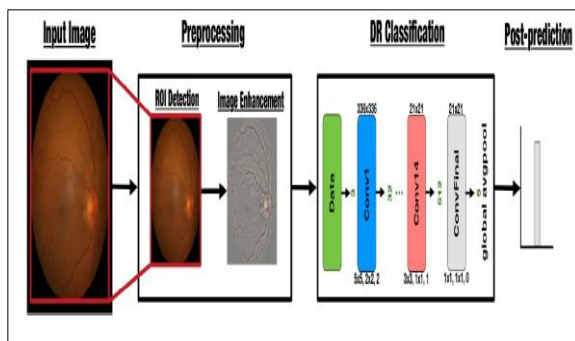 Input Image
Preprocessing
DR Classification
Post-prediction
ROI Detection
Image Enhancement
336x336
21x21
21x21
Data
3
Conv1
32
...
Conv14
512
ConvFinal
5
global avgpool
5x5, 2x2, 2
3x3, 1x1, 1
1x1, 1x1, 0